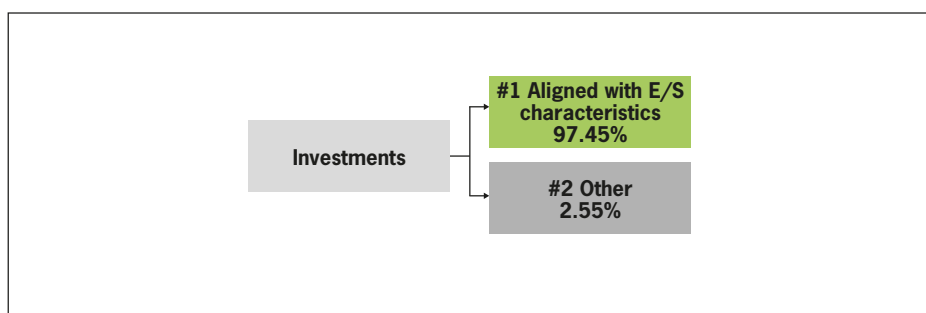 #1 Aligned with E/S
characteristics
97.45%
Investments
#2 Other
2.55%